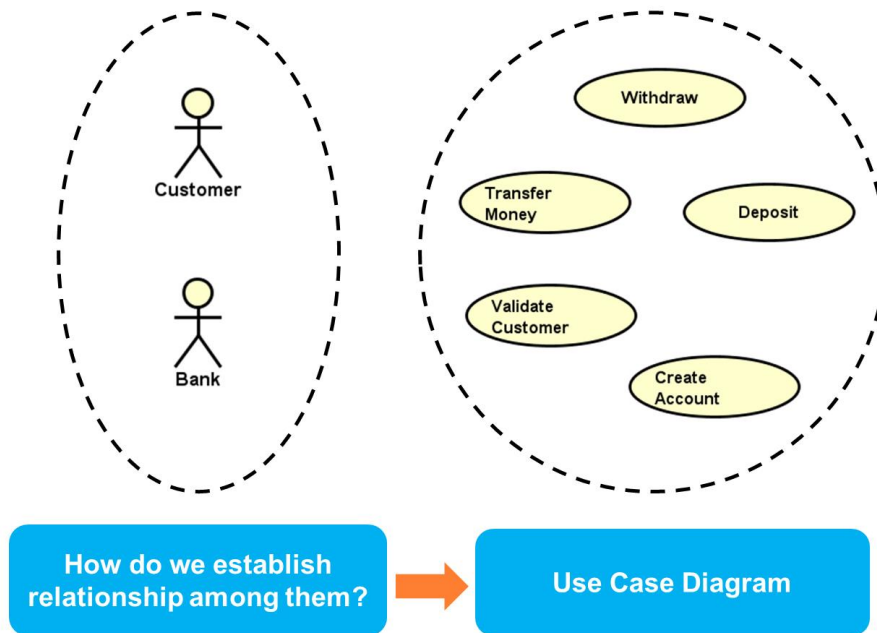 Customer
Bank
Withdraw
Transfer
Money
Deposit
Validate
Customer
Create
Account
How do we establish
relationship among them?
Use Case Diagram